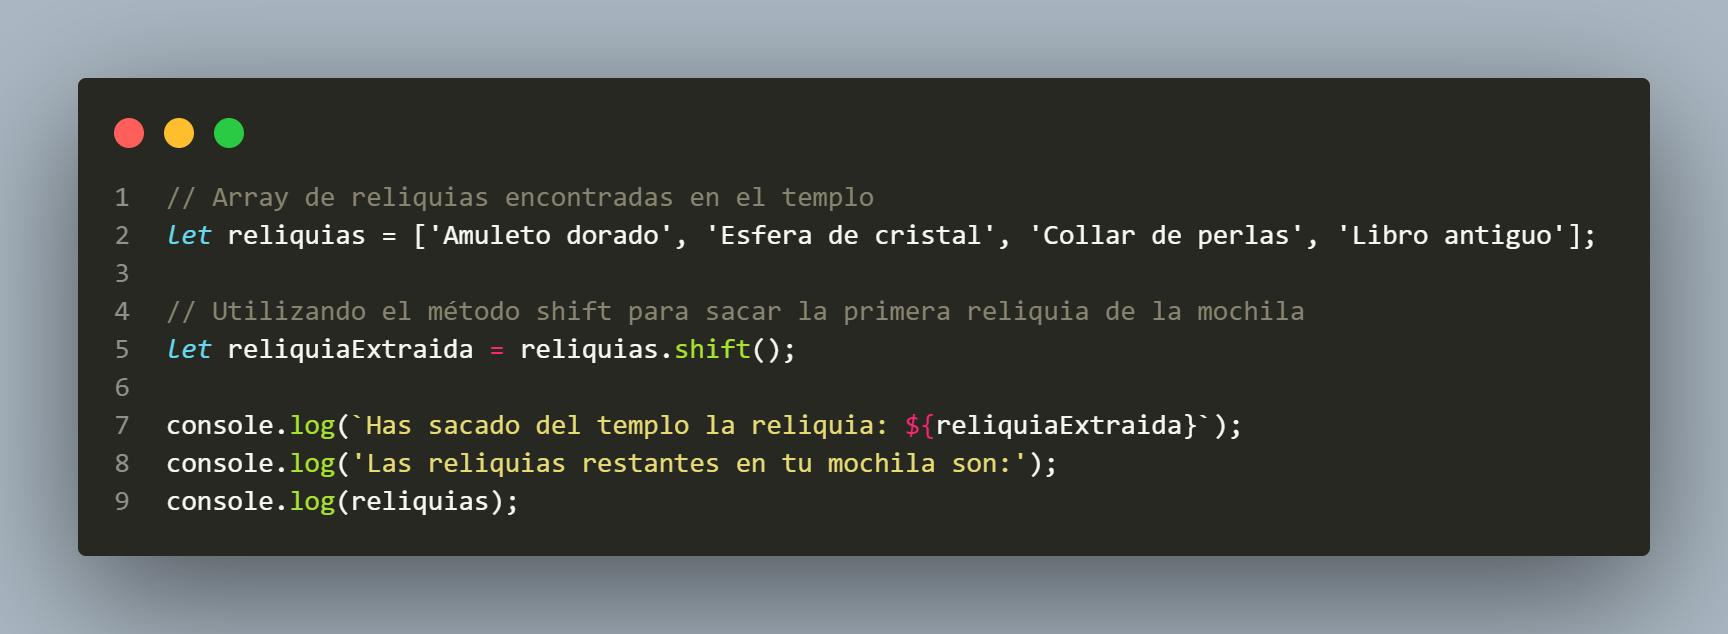 1 // Array de reliquias encontradas en el templo
2 let reliquias = ['Amuleto dorado', 'Esfera de cristal', 'Collar de perlas', 'Libro antiguo'];
3
4 // Utilizando el método shift para sacar la primera reliquia de la mochila
5 let reliquiaExtraida = reliquias.shift();
6
7 console.log(`Has sacado del templo la reliquia: ${reliquiaExtraida}`);
8 console.log('Las reliquias restantes en tu mochila son:');
9 console.log(reliquias);